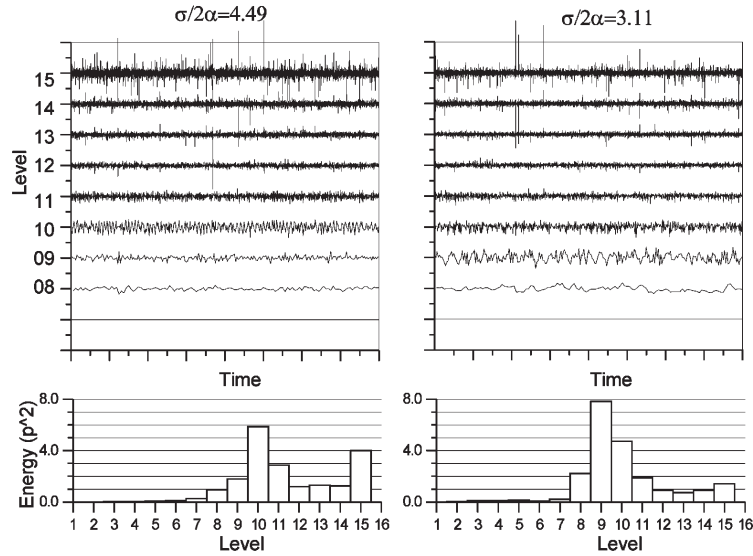 σ/2α=4.49
σ/2α=3.11
Level
15
14
13
12
11
10
09
08
Time
Time
Energy (p^2)
8.0
4.0
0.0
1 2 3 4 5 6 7 8 9 10 11 12 13 14 15 16
Level
8.0
4.0
0.0
1 2 3 4 5 6 7 8 9 10 11 12 13 14 15 16
Level